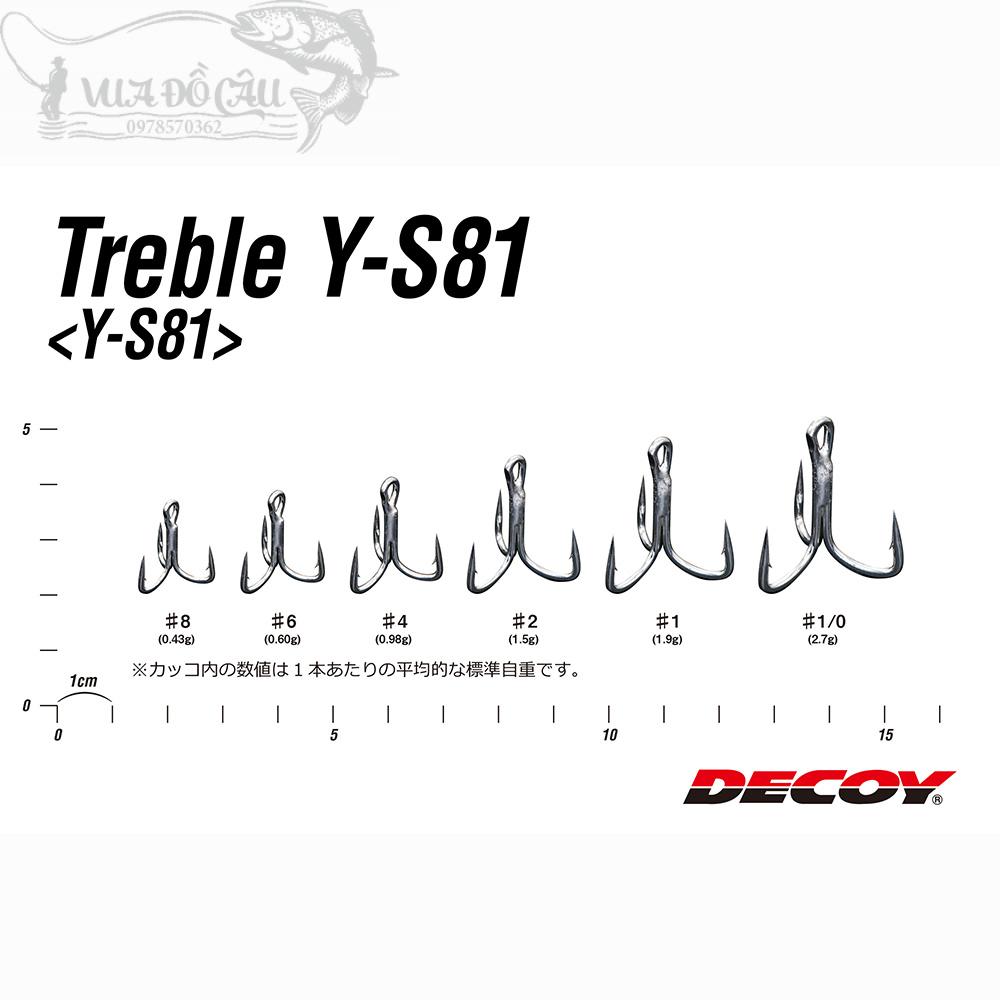 VUA ĐỒ CÂU
0978570362
Treble Y-S81
<Y-S81>
5
♯8 ♯6 ♯4 ♯2 ♯1 ♯1/0
(0.43g) (0.60g) (0.98g) (1.5g) (1.9g) (2.7g)
※カッコ内の数値は1本あたりの平均的な標準自重です。
1cm
0
0 5 10 15
DECOY®